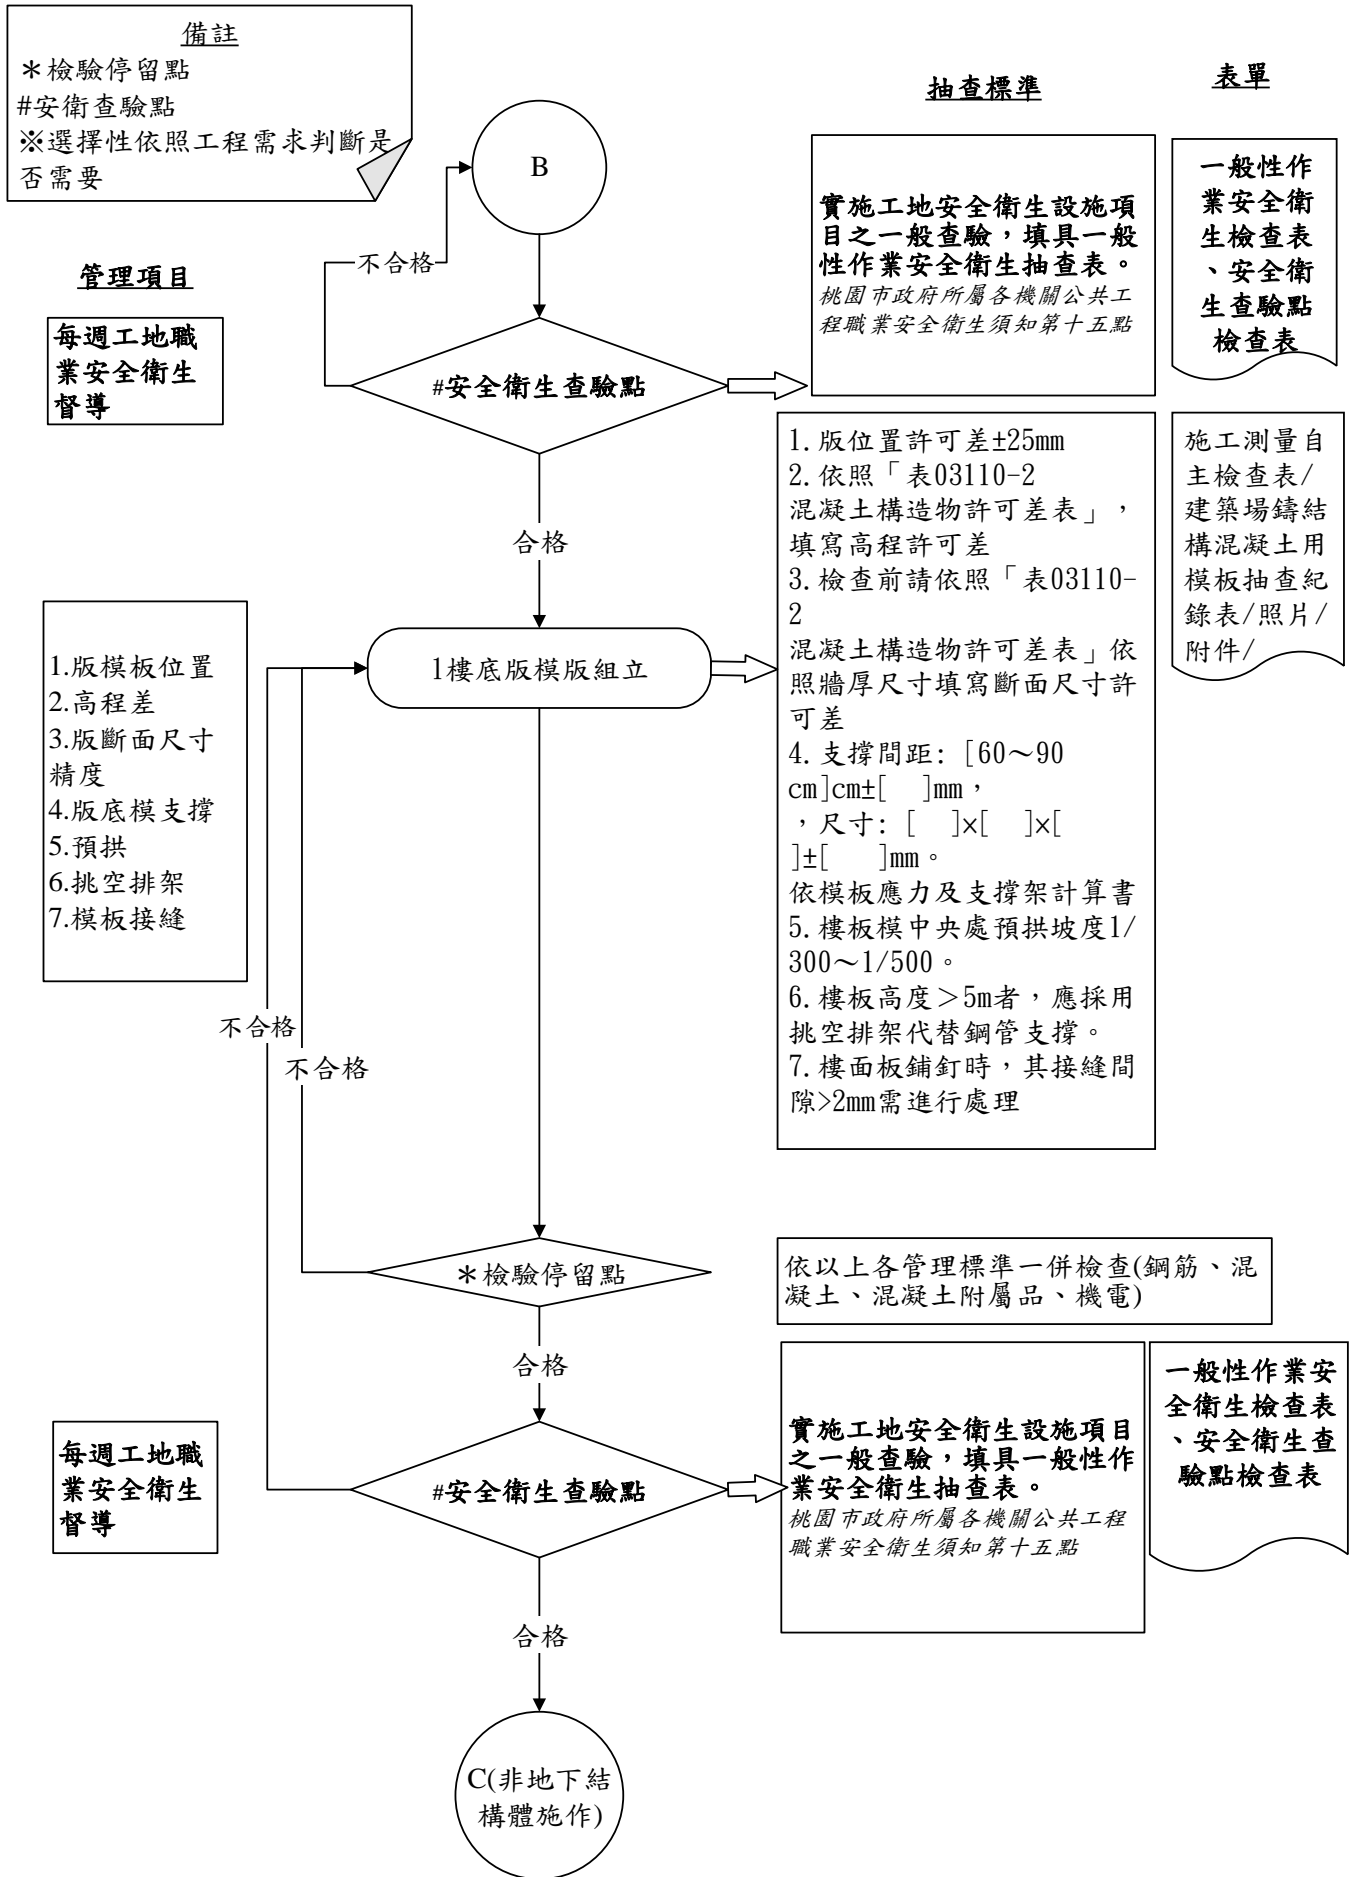 備註
＊檢驗停留點
#安衛查驗點
※選擇性依照工程需求判斷是
否需要
抽查標準
表單
B
實施工地安全衛生設施項
目之一般查驗，填具一般
性作業安全衛生抽查表。
桃園市政府所屬各機關公共工
程職業安全衛生須知第十五點
一般性作
業安全衛
生檢查表
、安全衛
生查驗點
檢查表
不合格
管理項目
每週工地職
業安全衛生
督導
#安全衛生查驗點
合格
1.版位置許可差±25mm
2.依照「表03110-2
混凝土構造物許可差表」，
填寫高程許可差
3.檢查前請依照「表03110-
2
混凝土構造物許可差表」依
照牆厚尺寸填寫斷面尺寸許
可差
4.支撐間距: [60～90
cm]cm±[　]mm，
，尺寸: [　]×[　]×[
]±[　]mm。
依模板應力及支撐架計算書
5.樓板模中央處預拱坡度1/
300～1/500。
6.樓板高度＞5m者，應採用
挑空排架代替鋼管支撐。
7.樓面板鋪釘時，其接縫間
隙>2mm需進行處理
施工測量自
主檢查表/
建築場鑄結
構混凝土用
模板抽查紀
錄表/照片/
附件/
1.版模板位置
2.高程差
3.版斷面尺寸
精度
4.版底模支撐
5.預拱
6.挑空排架
7.模板接縫
1樓底版模版組立
不合格
不合格
＊檢驗停留點
依以上各管理標準一併檢查(鋼筋、混
凝土、混凝土附屬品、機電)
合格
每週工地職
業安全衛生
督導
#安全衛生查驗點
實施工地安全衛生設施項目
之一般查驗，填具一般性作
業安全衛生抽查表。
桃園市政府所屬各機關公共工程
職業安全衛生須知第十五點
一般性作業安
全衛生檢查表
、安全衛生查
驗點檢查表
合格
C(非地下結
構體施作)